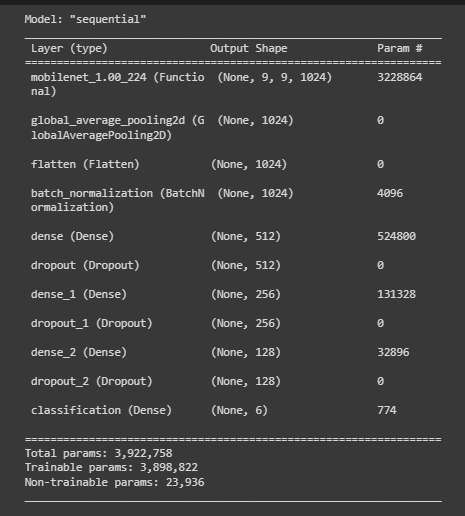 Model: "sequential"
_________________________________________________________________
Layer (type)                Output Shape              Param #
=================================================================
mobilenet_1.00_224 (Functio  (None, 9, 9, 1024)       3228864
nal)
global_average_pooling2d (G  (None, 1024)             0
lobalAveragePooling2D)
flatten (Flatten)           (None, 1024)              0
batch_normalization (BatchN  (None, 1024)             4096
ormalization)
dense (Dense)               (None, 512)               524800
dropout (Dropout)           (None, 512)               0
dense_1 (Dense)             (None, 256)               131328
dropout_1 (Dropout)         (None, 256)               0
dense_2 (Dense)             (None, 128)               32896
dropout_2 (Dropout)         (None, 128)               0
classification (Dense)      (None, 6)                 774
=================================================================
Total params: 3,922,758
Trainable params: 3,898,822
Non-trainable params: 23,936
_________________________________________________________________